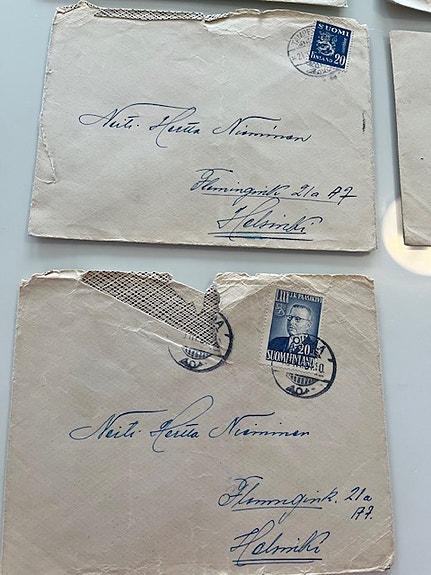 SUOMI
FINLAND 20
Neiti Hertta Nieminen
Flemingink 21a A7
Helsinki
LXXX J.K. PAASIKIVI
20
SUOMI FINLAND
Neiti Hertta Nieminen
Flemingink. 21a
A7.
Helsinki